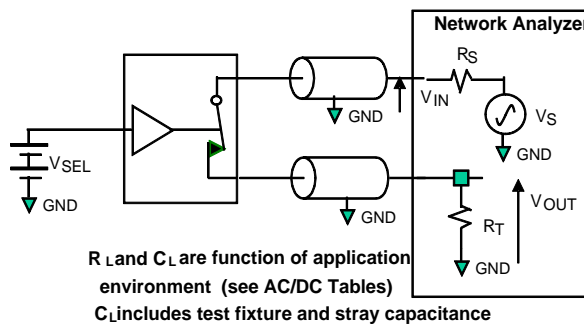 Network Analyzer
RS
VIN
GND
VS
GND
VSEL
GND
GND
VOUT
RT
GND
R L and C L are function of application
environment (see AC/DC Tables)
CL includes test fixture and stray capacitance